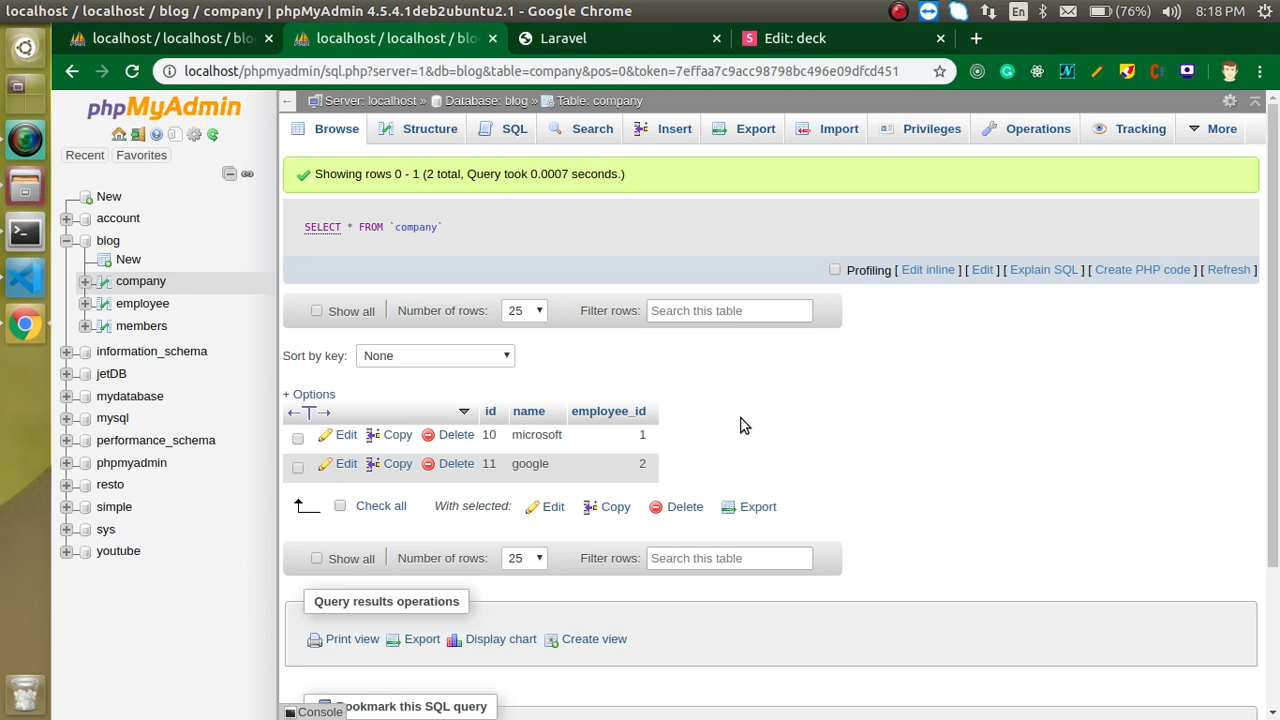 localhost / localhost / blog / company | phpMyAdmin 4.5.4.1deb2ubuntu2.1 - Google Chrome
En
(76%)
8:18 PM
localhost / localhost / blo
localhost / localhost / blo
Laravel
Edit: deck
localhost/phpmyadmin/sql.php?server=1&db=blog&table=company&pos=0&token=7effaa7c9acc98798bc496e09dfcd451
phpMyAdmin
Recent
Favorites
New
account
blog
New
company
employee
members
information_schema
jetDB
mydatabase
mysql
performance_schema
phpmyadmin
resto
simple
sys
youtube
Server: localhost » Database: blog » Table: company
Browse
Structure
SQL
Search
Insert
Export
Import
Privileges
Operations
Tracking
More
Showing rows 0 - 1 (2 total, Query took 0.0007 seconds.)
SELECT * FROM `company`
Profiling [ Edit inline ] [ Edit ] [ Explain SQL ] [ Create PHP code ] [ Refresh ]
Show all
Number of rows:
25
Filter rows:
Search this table
Sort by key:
None
+ Options
id name employee_id
Edit Copy Delete 10 microsoft 1
Edit Copy Delete 11 google 2
Check all
With selected:
Edit
Copy
Delete
Export
Show all
Number of rows:
25
Filter rows:
Search this table
Query results operations
Print view
Export
Display chart
Create view
Bookmark this SQL query
Console